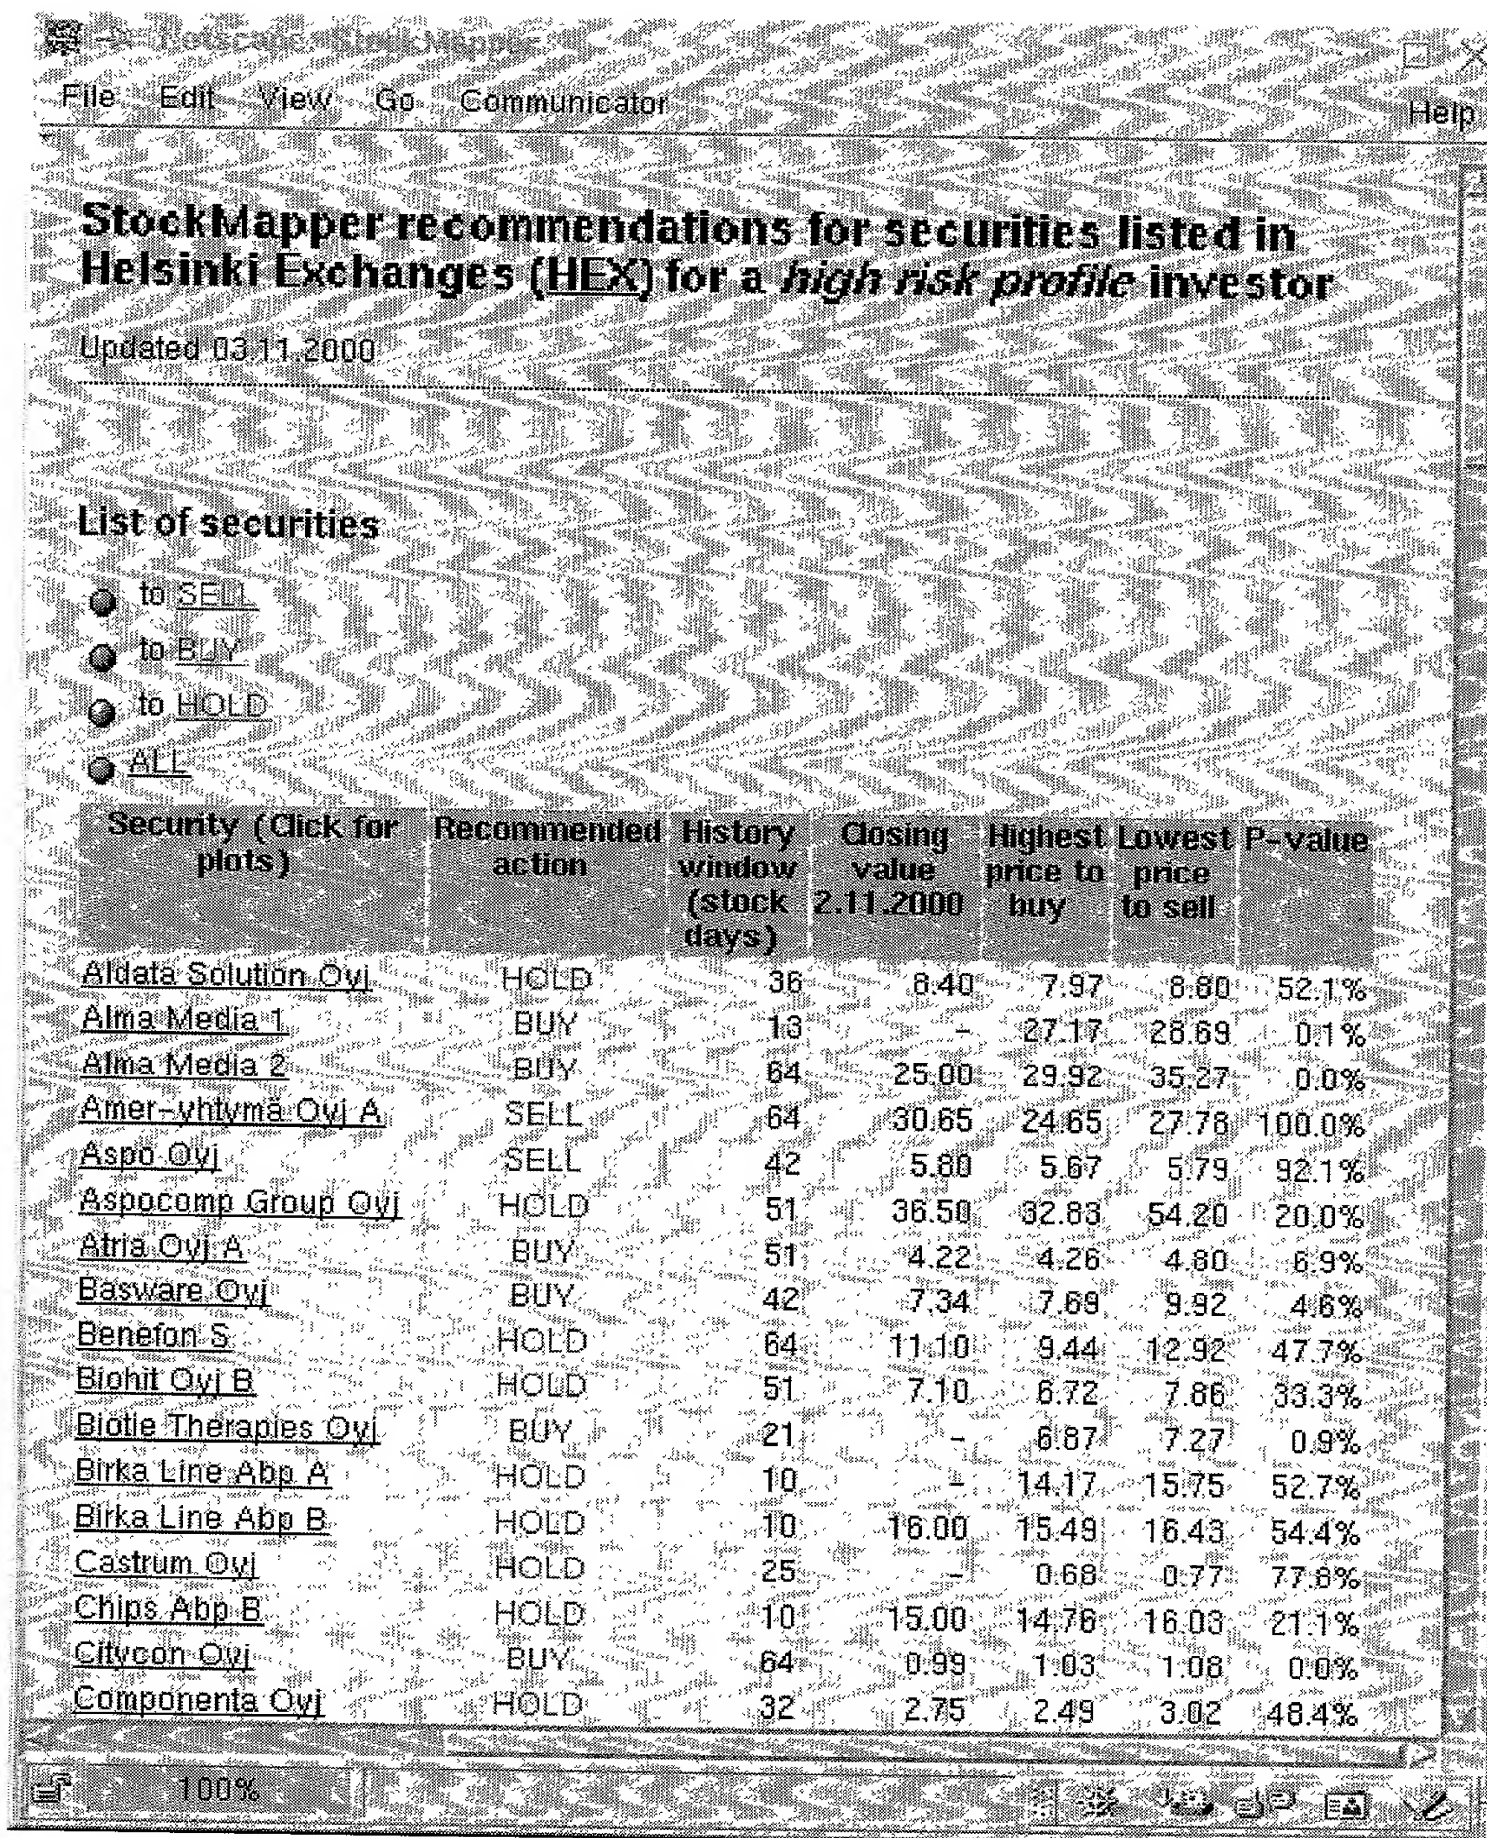 Netscape: StockMapper
File Edit View Go Communicator Help
StockMapper recommendations for securities listed in
Helsinki Exchanges (HEX) for a high risk profile investor
Updated 03.11.2000
List of securities
to SELL
to BUY
to HOLD
ALL
Security (Click for plots) Recommended action History window (stock days) Closing value 2.11.2000 Highest price to buy Lowest price to sell P-value
Aldata Solution Oyj HOLD 36 8.40 7.97 8.80 52.1%
Alma Media 1 BUY 13 - 27.17 28.69 0.1%
Alma Media 2 BUY 64 25.00 29.92 35.27 0.0%
Amer-yhtymä Oyj A SELL 64 30.65 24.65 27.78 100.0%
Aspo Oyj SELL 42 5.80 5.67 5.79 92.1%
Aspocomp Group Oyj HOLD 51 36.50 32.83 54.20 20.0%
Atria Oyj A BUY 51 4.22 4.26 4.80 6.9%
Basware Oyj BUY 42 7.34 7.69 9.92 4.6%
Benefon S HOLD 64 11.10 9.44 12.92 47.7%
Biohit Oyj B HOLD 51 7.10 6.72 7.86 33.3%
Biotie Therapies Oyj BUY 21 - 6.87 7.27 0.9%
Birka Line Abp A HOLD 10 - 14.17 15.75 52.7%
Birka Line Abp B HOLD 10 16.00 15.49 16.43 54.4%
Castrum Oyj HOLD 25 - 0.68 0.77 77.8%
Chips Abp B HOLD 10 15.00 14.76 16.03 21.1%
Citycon Oyj BUY 64 0.99 1.03 1.08 0.0%
Componenta Oyj HOLD 32 2.75 2.49 3.02 48.4%
100%